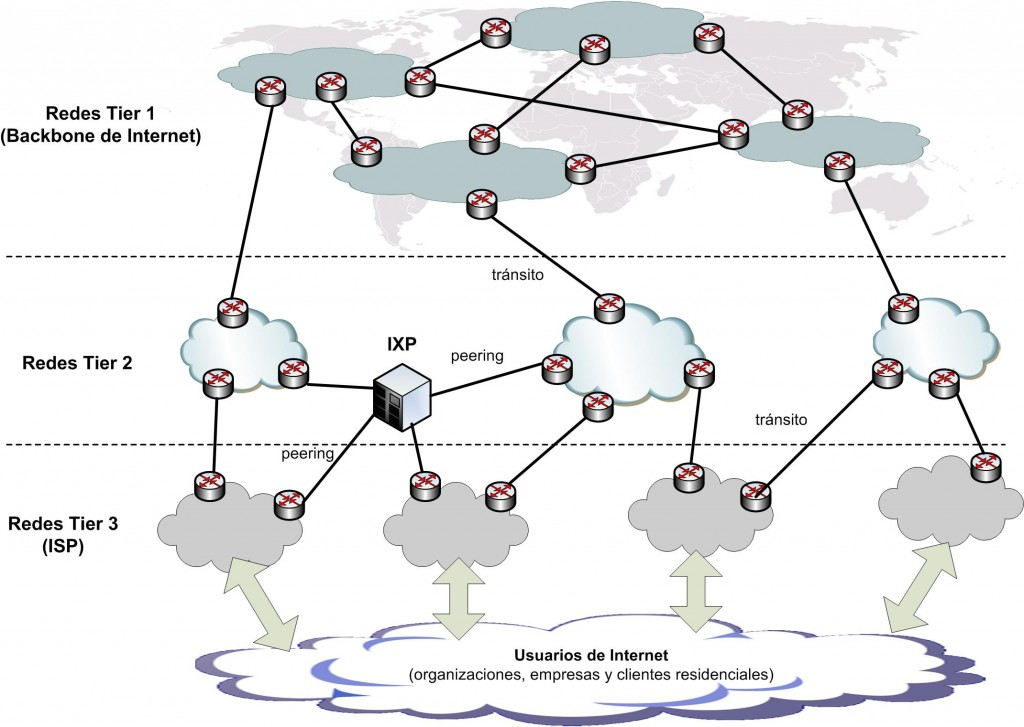 Redes Tier 1
(Backbone de Internet)
tránsito
IXP
peering
Redes Tier 2
tránsito
peering
Redes Tier 3
(ISP)
Usuarios de Internet
(organizaciones, empresas y clientes residenciales)